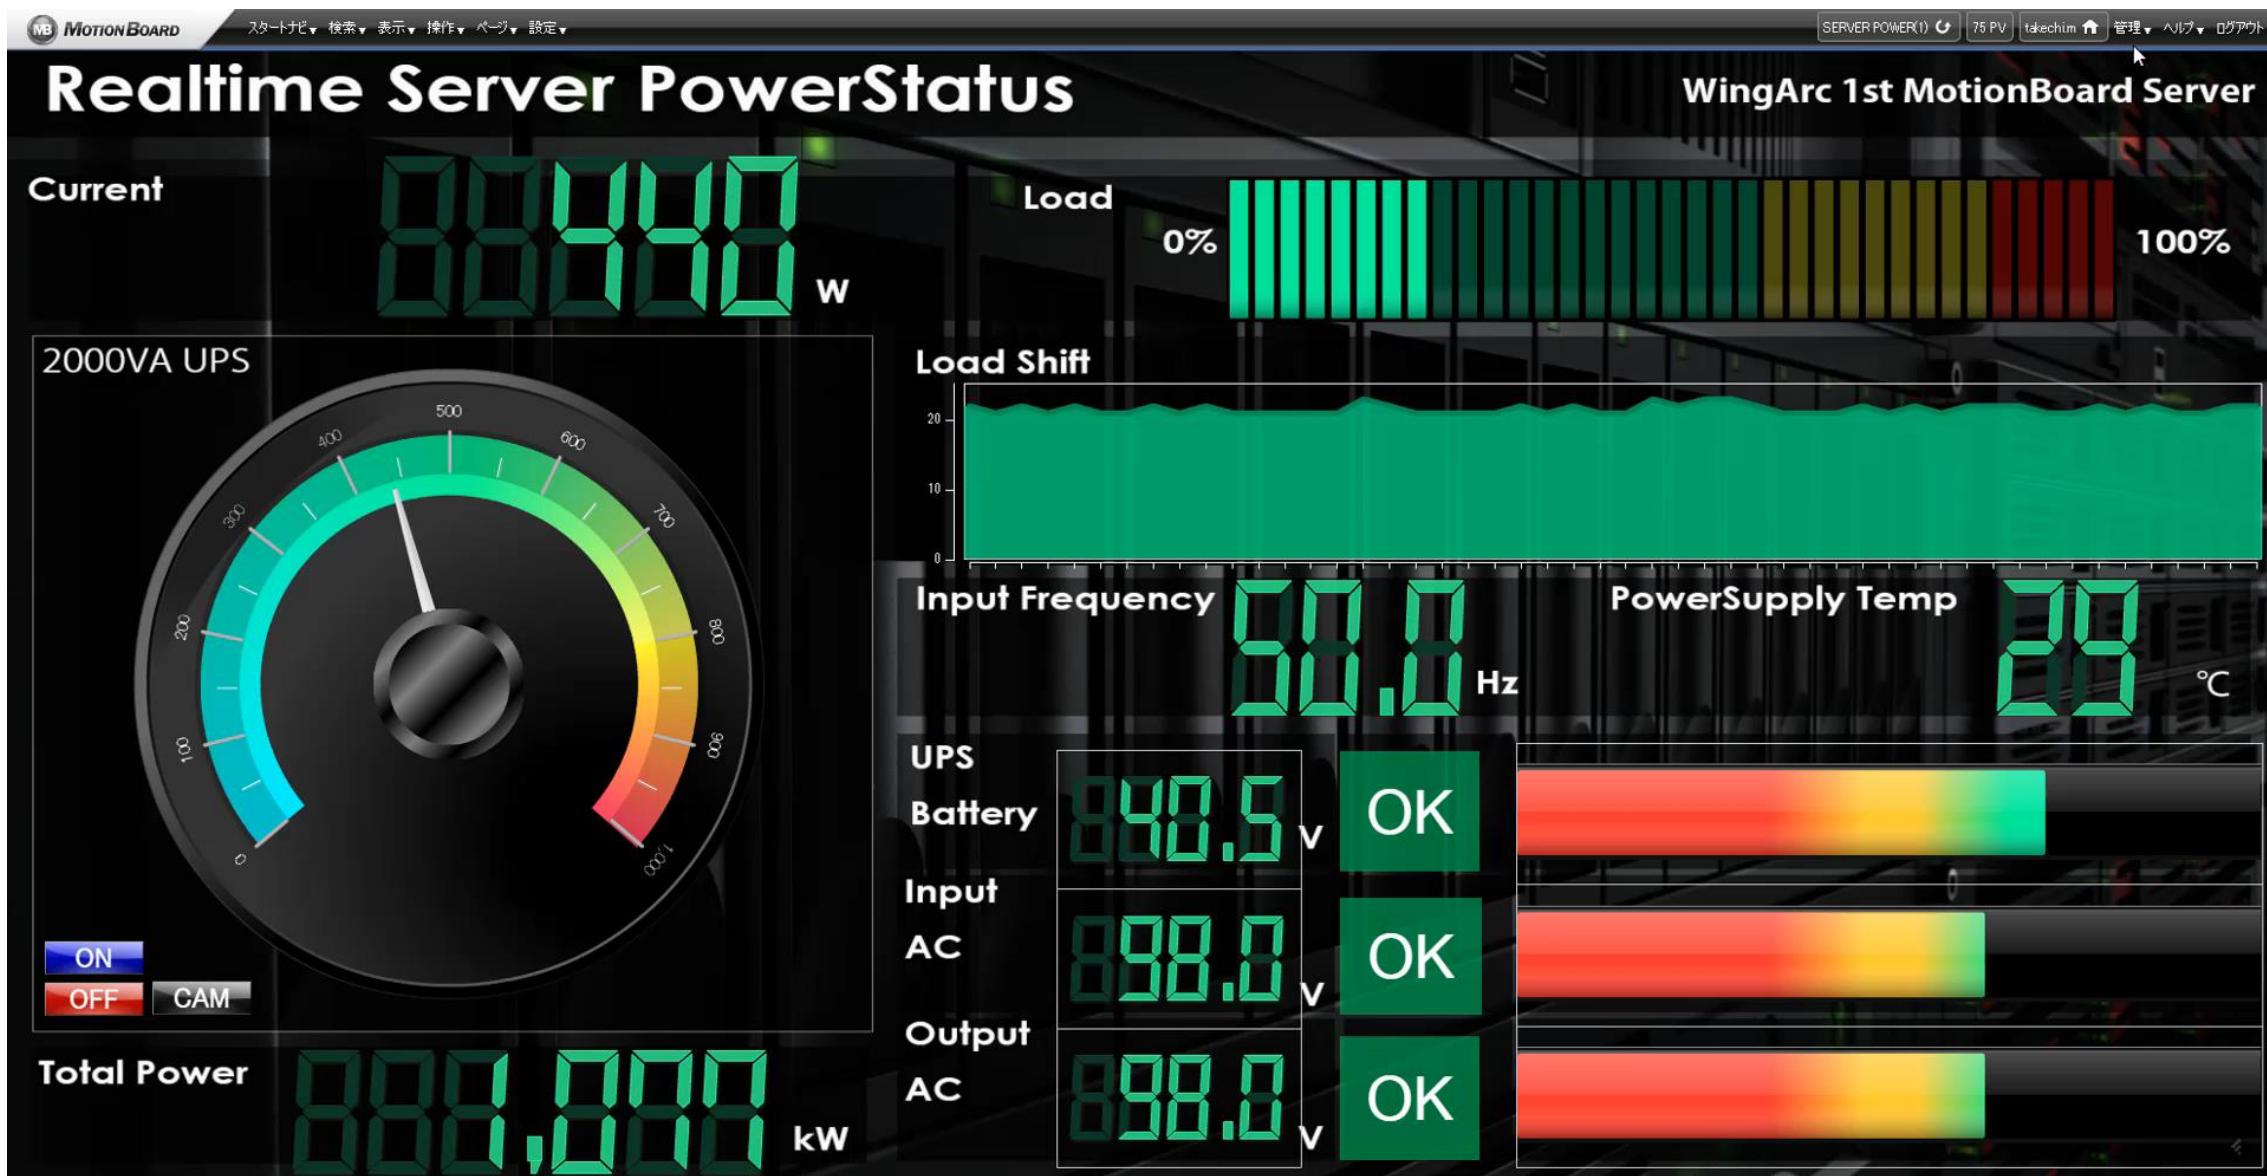 MB MOTIONBOARD スタートナビ▼ 検索▼ 表示▼ 操作▼ ページ▼ 設定▼ SERVER POWER(1) 75 PV takechim 管理▼ ヘルプ▼ ログアウト
Realtime Server PowerStatus
WingArc 1st MotionBoard Server
Current
440
W
Load
0%
100%
2000VA UPS
0
100
200
300
400
500
600
700
800
900
1,000
ON
OFF
CAM
Total Power
1,077
kW
Load Shift
20
10
0
Input Frequency
50.0
Hz
PowerSupply Temp
29
℃
UPS
Battery
40.5
V
OK
Input
AC
98.0
V
OK
Output
AC
98.0
V
OK